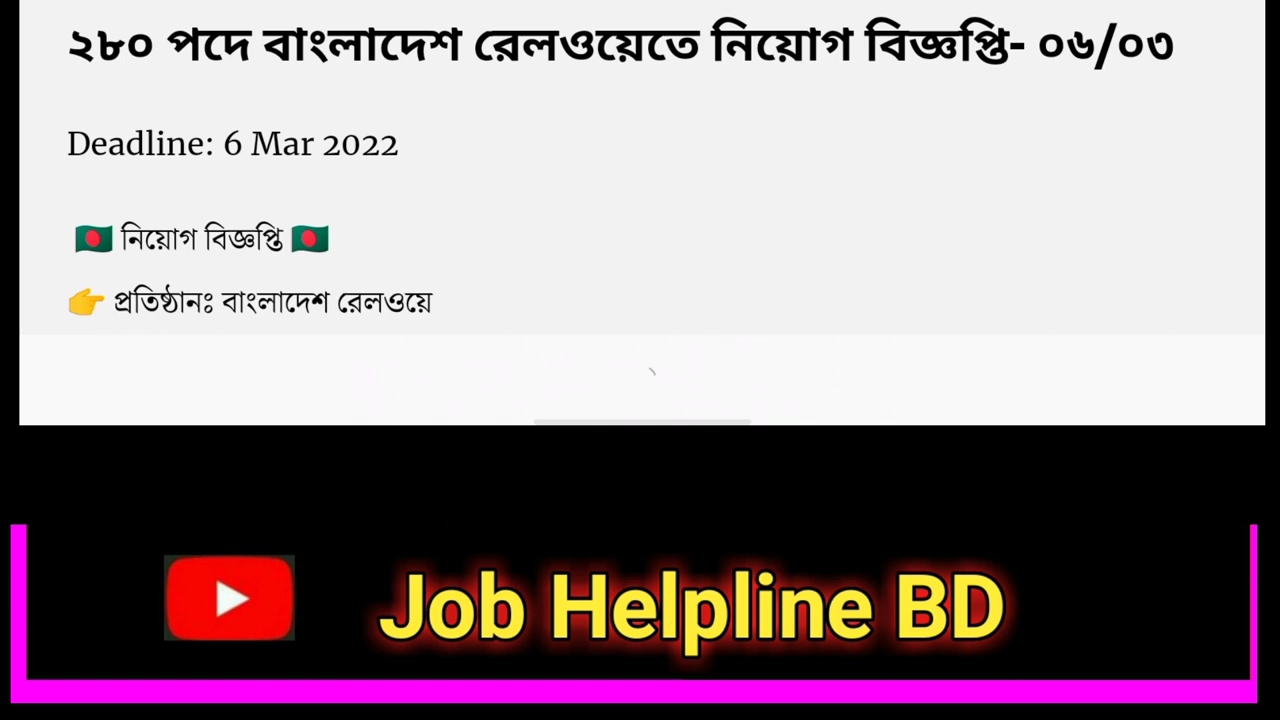 ২৮০ পদে বাংলাদেশ রেলওয়েতে নিয়োগ বিজ্ঞপ্তি- ০৬/০৩
Deadline: 6 Mar 2022
🇧🇩 নিয়োগ বিজ্ঞপ্তি 🇧🇩
👉 প্রতিষ্ঠানঃ বাংলাদেশ রেলওয়ে
Job Helpline BD